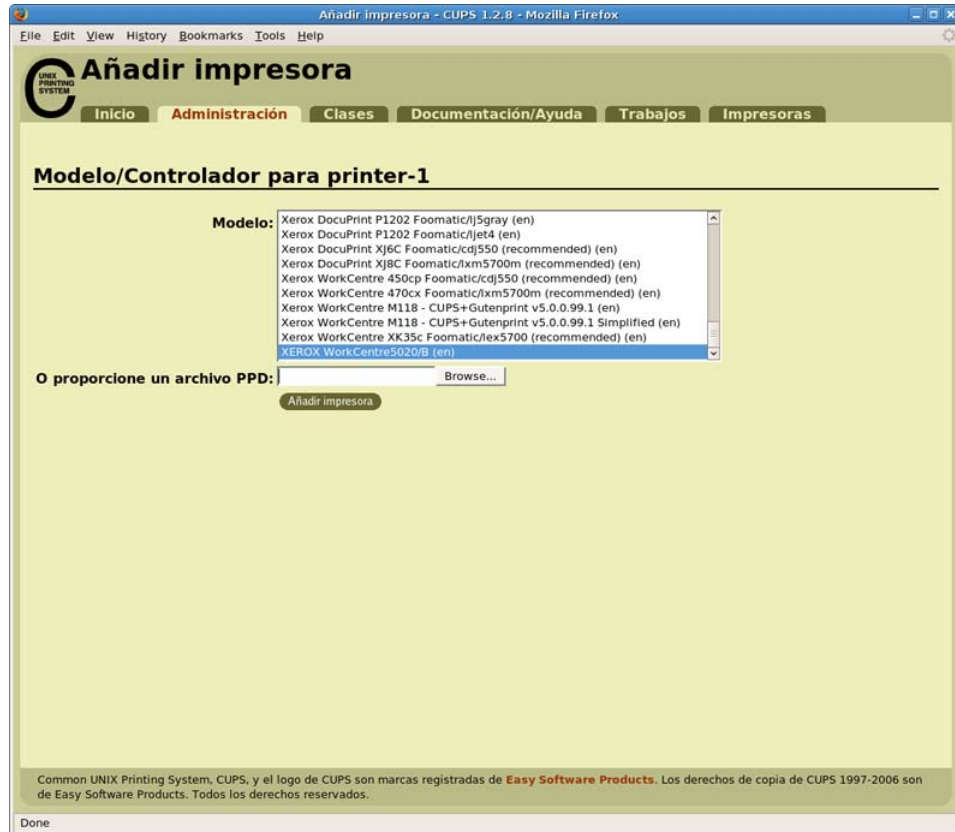 Añadir impresora - CUPS 1.2.8 - Mozilla Firefox
File Edit View History Bookmarks Tools Help
UNIX
PRINTING
SYSTEM
Añadir impresora
Inicio Administración Clases Documentación/Ayuda Trabajos Impresoras
Modelo/Controlador para printer-1
Modelo:
Xerox DocuPrint P1202 Foomatic/lj5gray (en)
Xerox DocuPrint P1202 Foomatic/ljet4 (en)
Xerox DocuPrint XJ6C Foomatic/cdj550 (recommended) (en)
Xerox DocuPrint XJ8C Foomatic/lxm5700m (recommended) (en)
Xerox WorkCentre 450cp Foomatic/cdj550 (recommended) (en)
Xerox WorkCentre 470cx Foomatic/lxm5700m (recommended) (en)
Xerox WorkCentre M118 - CUPS+Gutenprint v5.0.0.99.1 (en)
Xerox WorkCentre M118 - CUPS+Gutenprint v5.0.0.99.1 Simplified (en)
Xerox WorkCentre XK35c Foomatic/lex5700 (recommended) (en)
XEROX WorkCentre5020/B (en)
O proporcione un archivo PPD: Browse...
Añadir impresora
Common UNIX Printing System, CUPS, y el logo de CUPS son marcas registradas de Easy Software Products. Los derechos de copia de CUPS 1997-2006 son
de Easy Software Products. Todos los derechos reservados.
Done